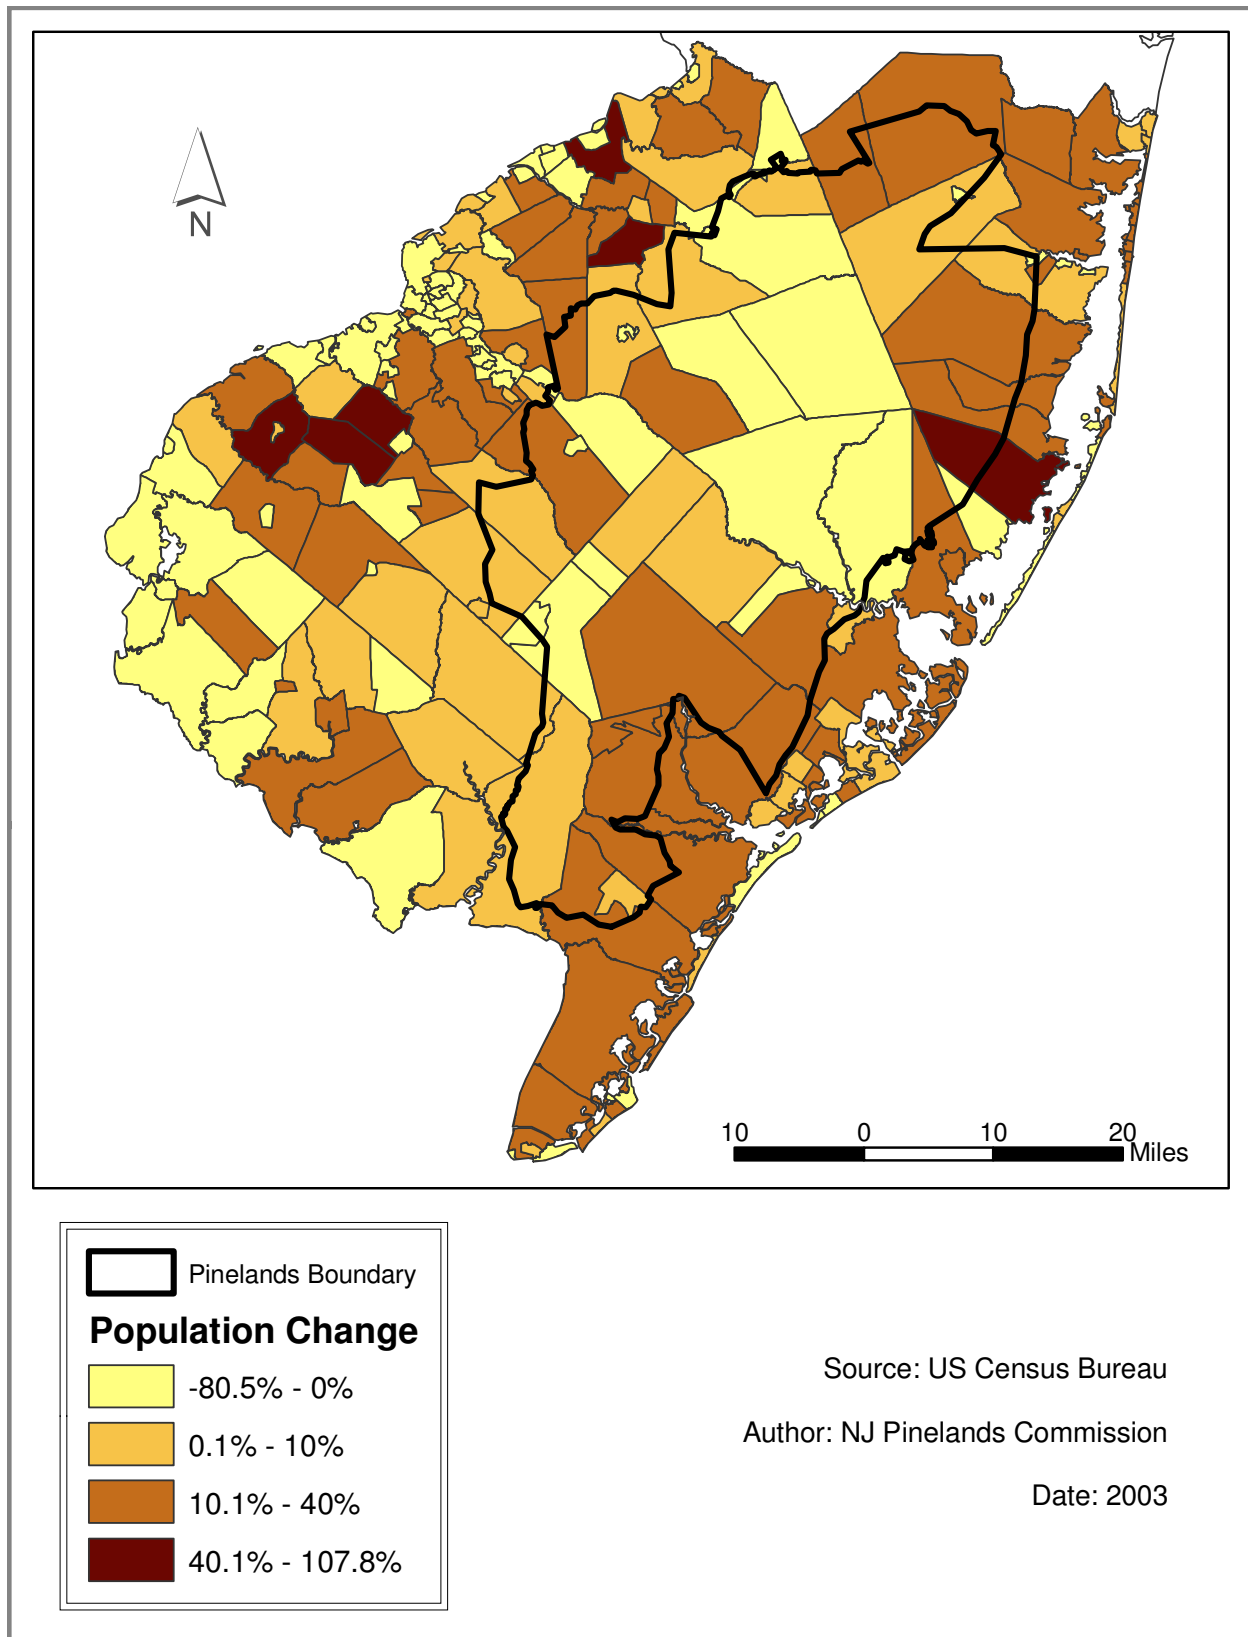 N
10 0 10 20
Miles
Pinelands Boundary
Population Change
-80.5% - 0%
0.1% - 10%
10.1% - 40%
40.1% - 107.8%
Source: US Census Bureau
Author: NJ Pinelands Commission
Date: 2003